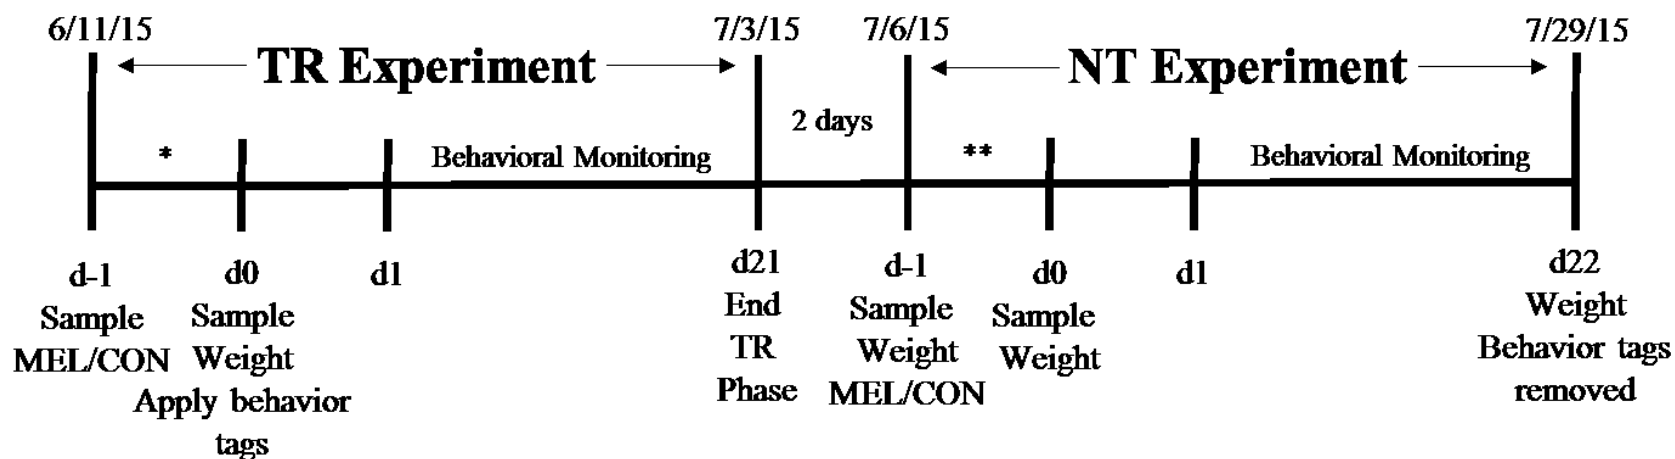 6/11/15 7/3/15 7/6/15 7/29/15
TR Experiment NT Experiment
2 days
* Behavioral Monitoring ** Behavioral Monitoring
d-1 d0 d1 d21 d-1 d0 d1 d22
Sample Sample End Sample Sample Weight
MEL/CON Weight TR Weight Weight Behavior tags
Apply behavior Phase MEL/CON removed
tags